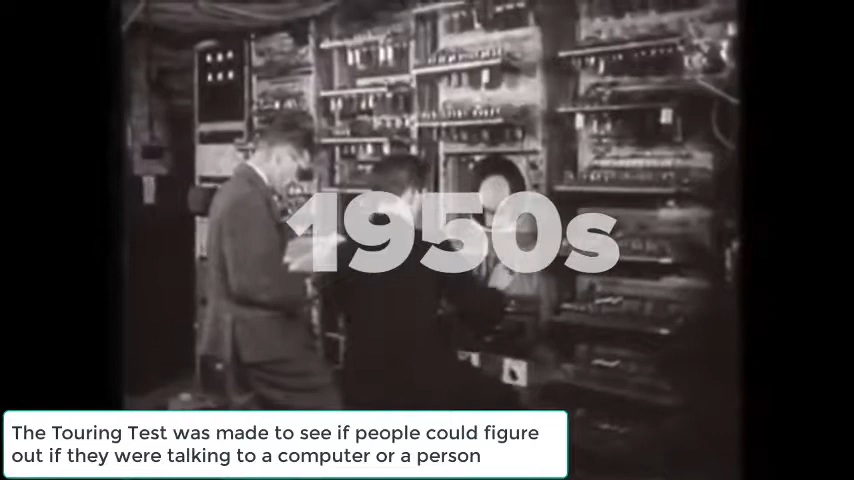 1950s
The Touring Test was made to see if people could figure
out if they were talking to a computer or a person